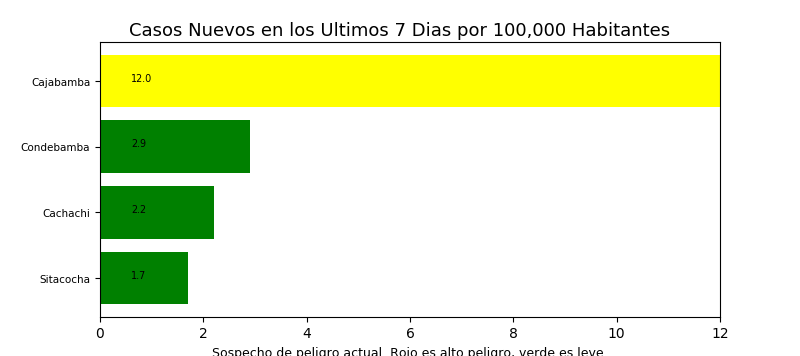 Casos Nuevos en los Ultimos 7 Dias por 100,000 Habitantes
Cajabamba 12.0
Condebamba 2.9
Cachachi 2.2
Sitacocha 1.7
0 2 4 6 8 10 12
Sospecho de peligro actual. Rojo es alto peligro, verde es leve